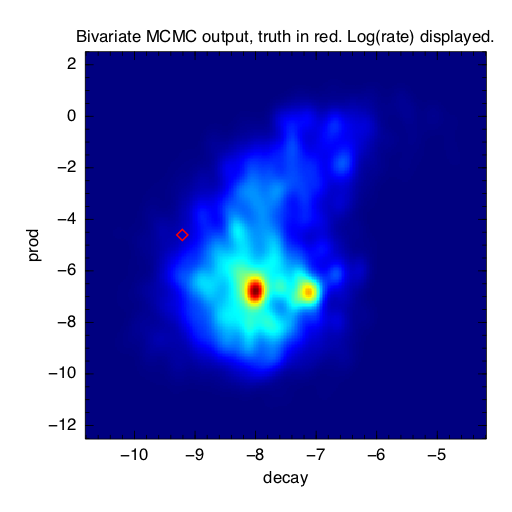 Bivariate MCMC output, truth in red. Log(rate) displayed.
2
0
−2
−4
−6
−8
−10
−12
prod
−10 −9 −8 −7 −6 −5
decay